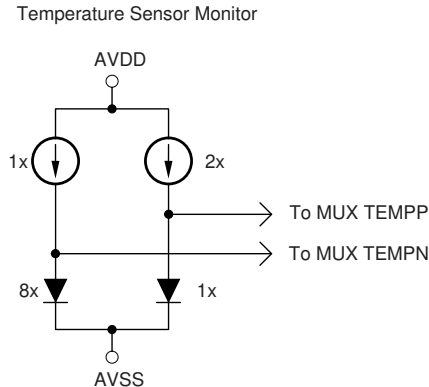 Temperature Sensor Monitor
AVDD
1x
2x
To MUX TEMPP
To MUX TEMPN
8x
1x
AVSS